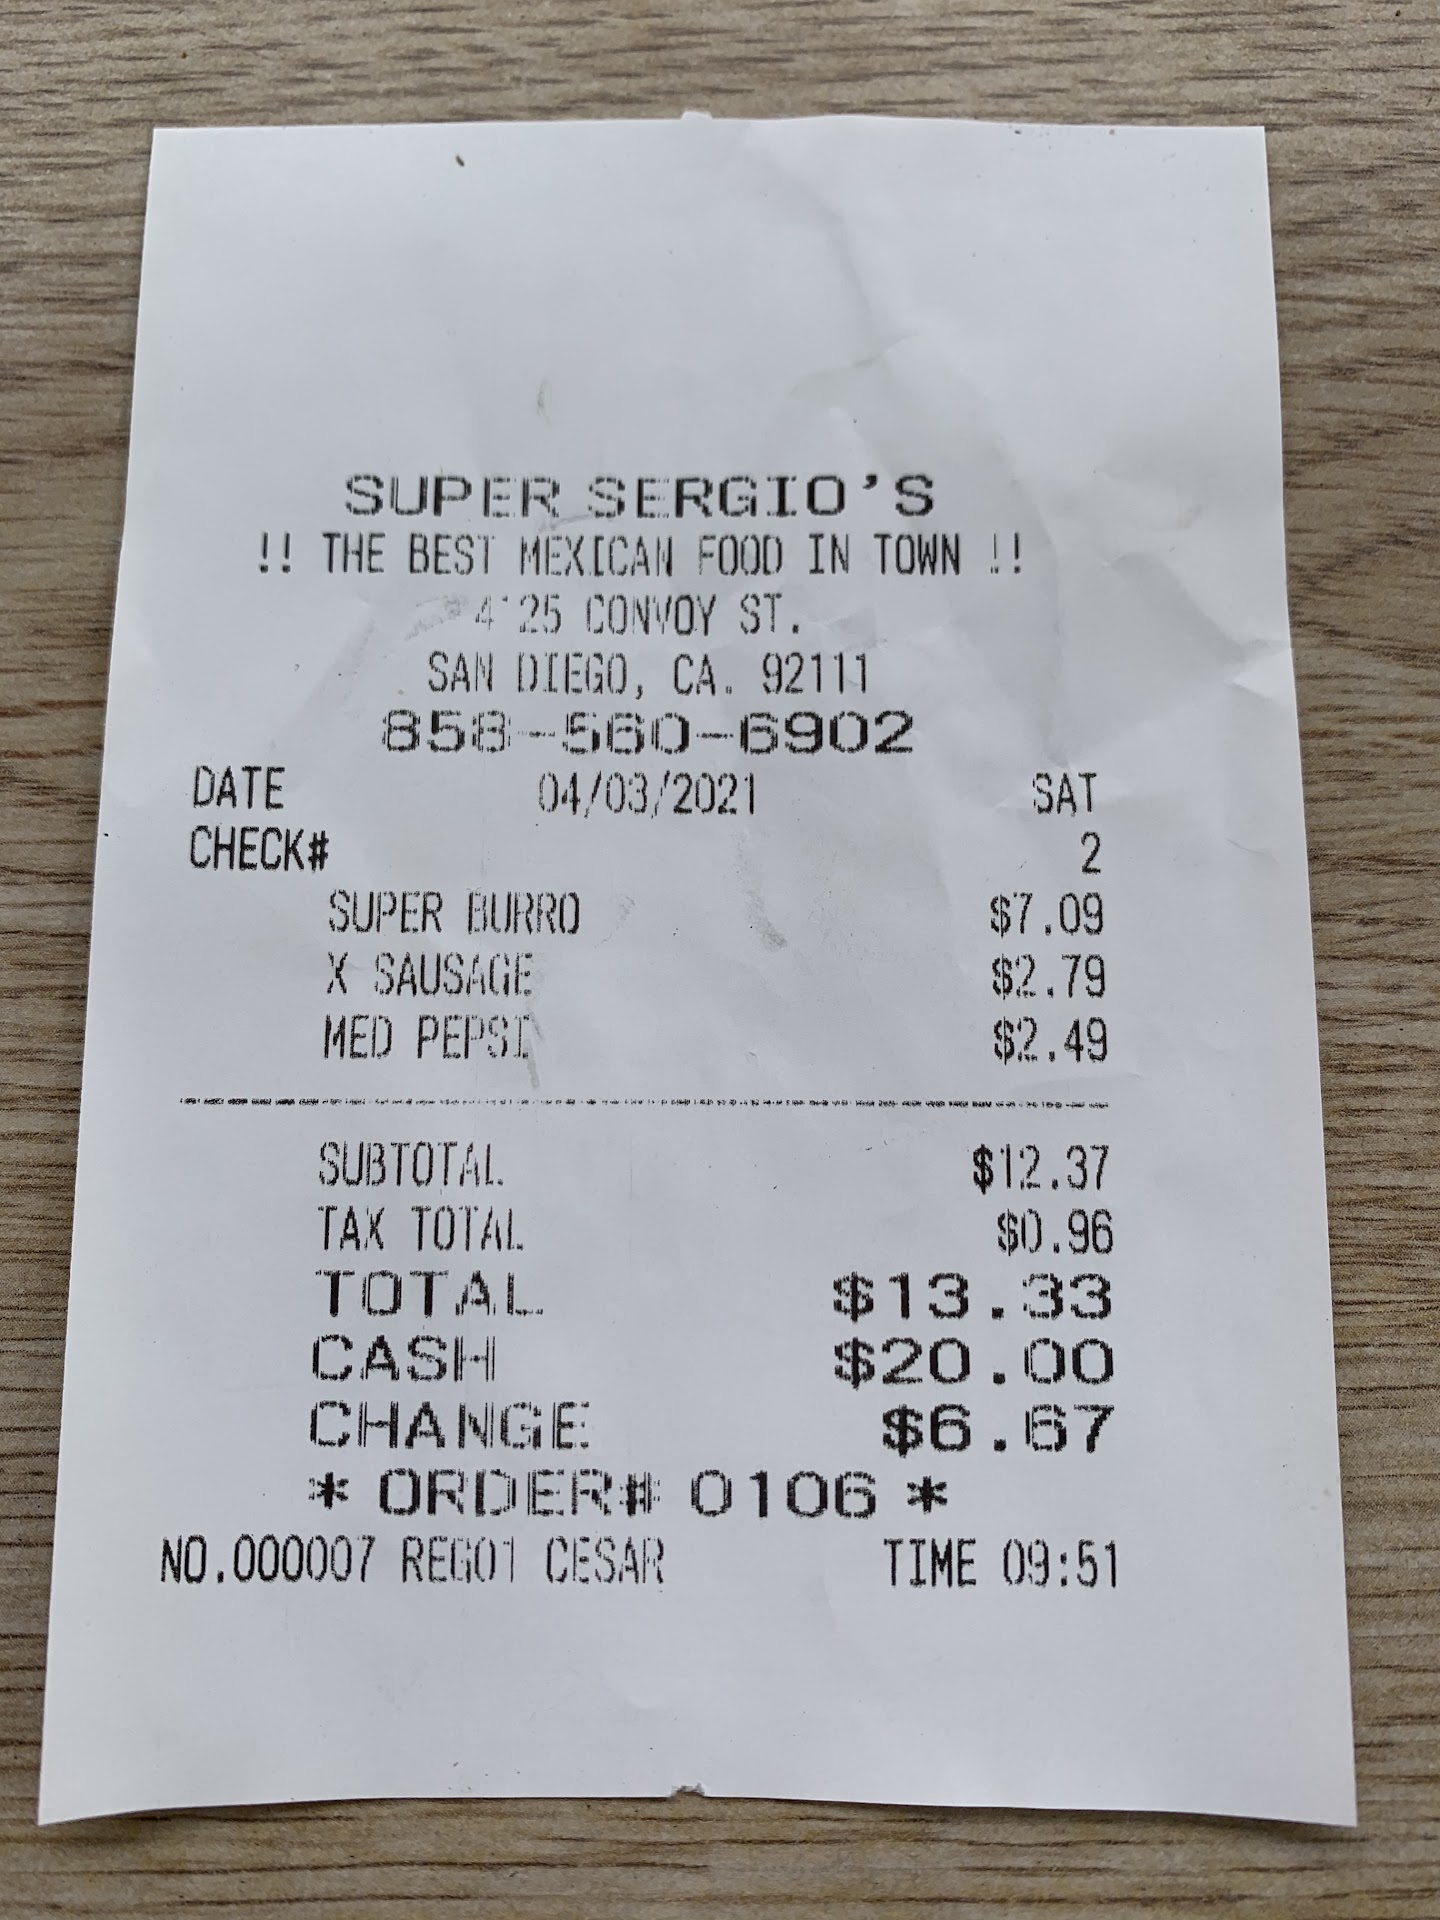 SUPER SERGIO'S
!! THE BEST MEXICAN FOOD IN TOWN !!
CONVOY ST.
SAN DIEGO, CA. 92111
858-560-6902
DATE 04/03/2021 SAT
CHECK# 2
SUPER BURRO $7.09
X SAUSAGE $2.79
MED PEPSI $2.49
SUBTOTAL $12.37
TAX TOTAL $0.96
TOTAL $13.33
CASH $20.00
CHANGE $6.67
* ORDER# 0106 *
NO.000007 REG01 CESAR TIME 09:51